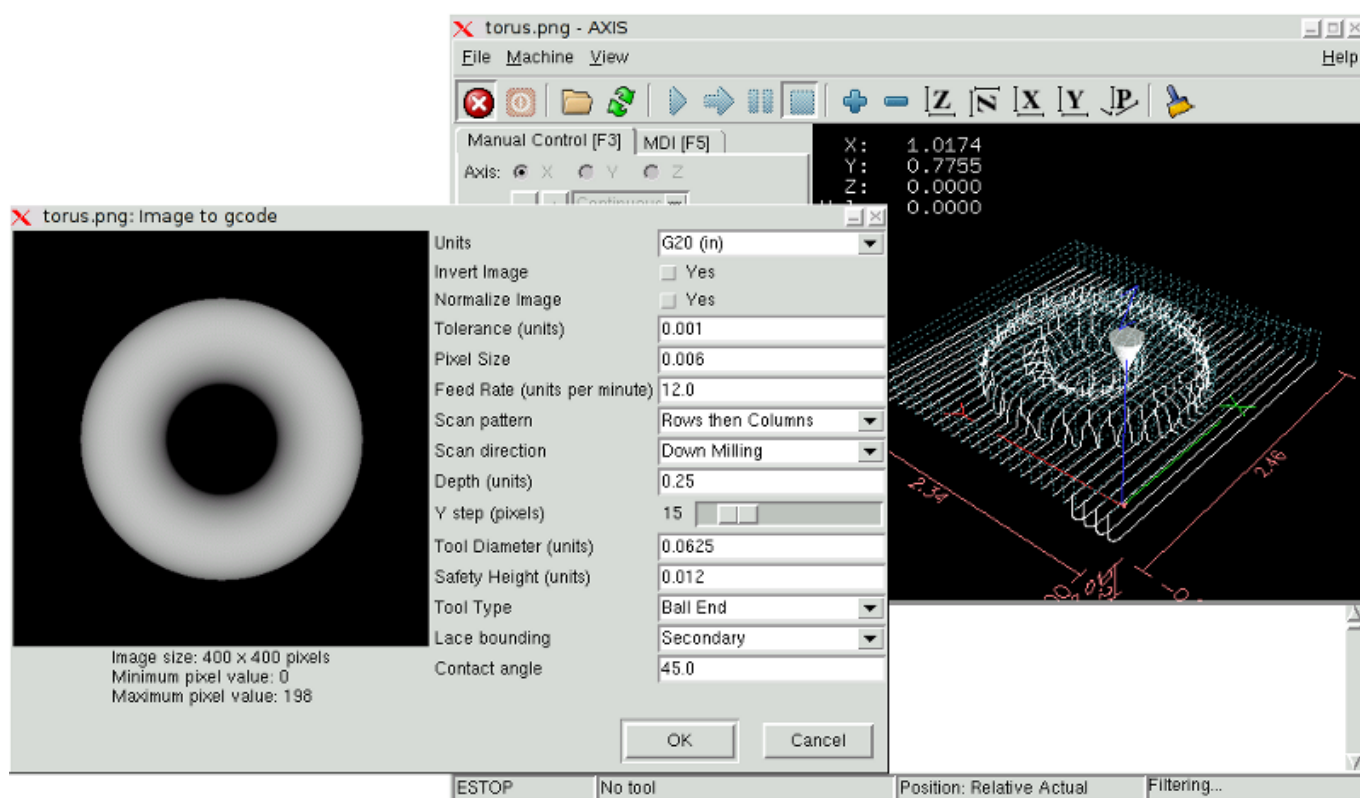 torus.png - AXIS
File Machine View Help
Z N X Y P
Manual Control [F3] MDI [F5]
Axis: X Y Z
Continuous
X: 1.0174
Y: 0.7755
Z: 0.0000
0.0000
torus.png: Image to gcode
Units G20 (in)
Invert Image Yes
Normalize Image Yes
Tolerance (units) 0.001
Pixel Size 0.006
Feed Rate (units per minute) 12.0
Scan pattern Rows then Columns
Scan direction Down Milling
Depth (units) 0.25
Y step (pixels) 15
Tool Diameter (units) 0.0625
Safety Height (units) 0.012
Tool Type Ball End
Lace bounding Secondary
Contact angle 45.0
Image size: 400 x 400 pixels
Minimum pixel value: 0
Maximum pixel value: 198
OK Cancel
2.34
2.46
ESTOP No tool Position: Relative Actual Filtering...